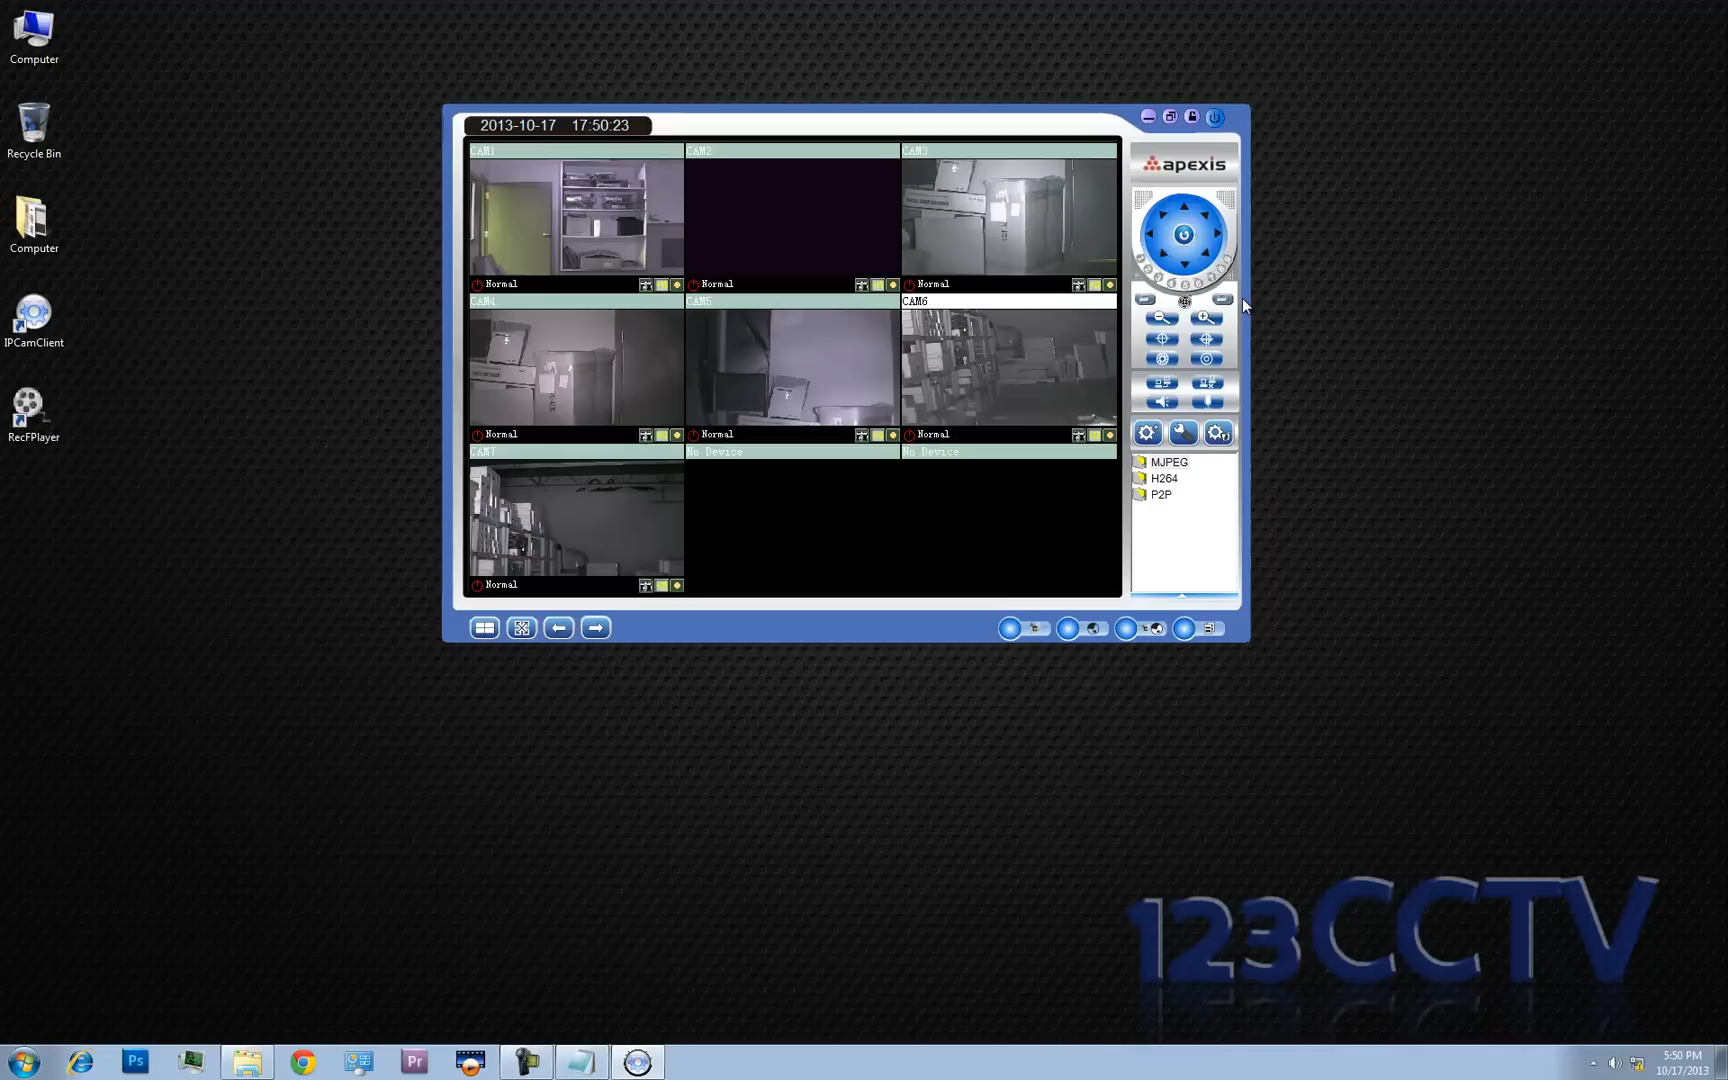 Computer
Recycle Bin
Computer
IPCamClient
RecFPlayer
2013-10-17 17:50:23
apexis
CAM1
CAM2
CAM3
Normal
Normal
Normal
CAM4
CAM5
CAM6
Normal
Normal
Normal
CAM7
No Device
No Device
Normal
MJPEG
H264
P2P
123CCTV
Ps
Pr
5:50 PM
10/17/2013